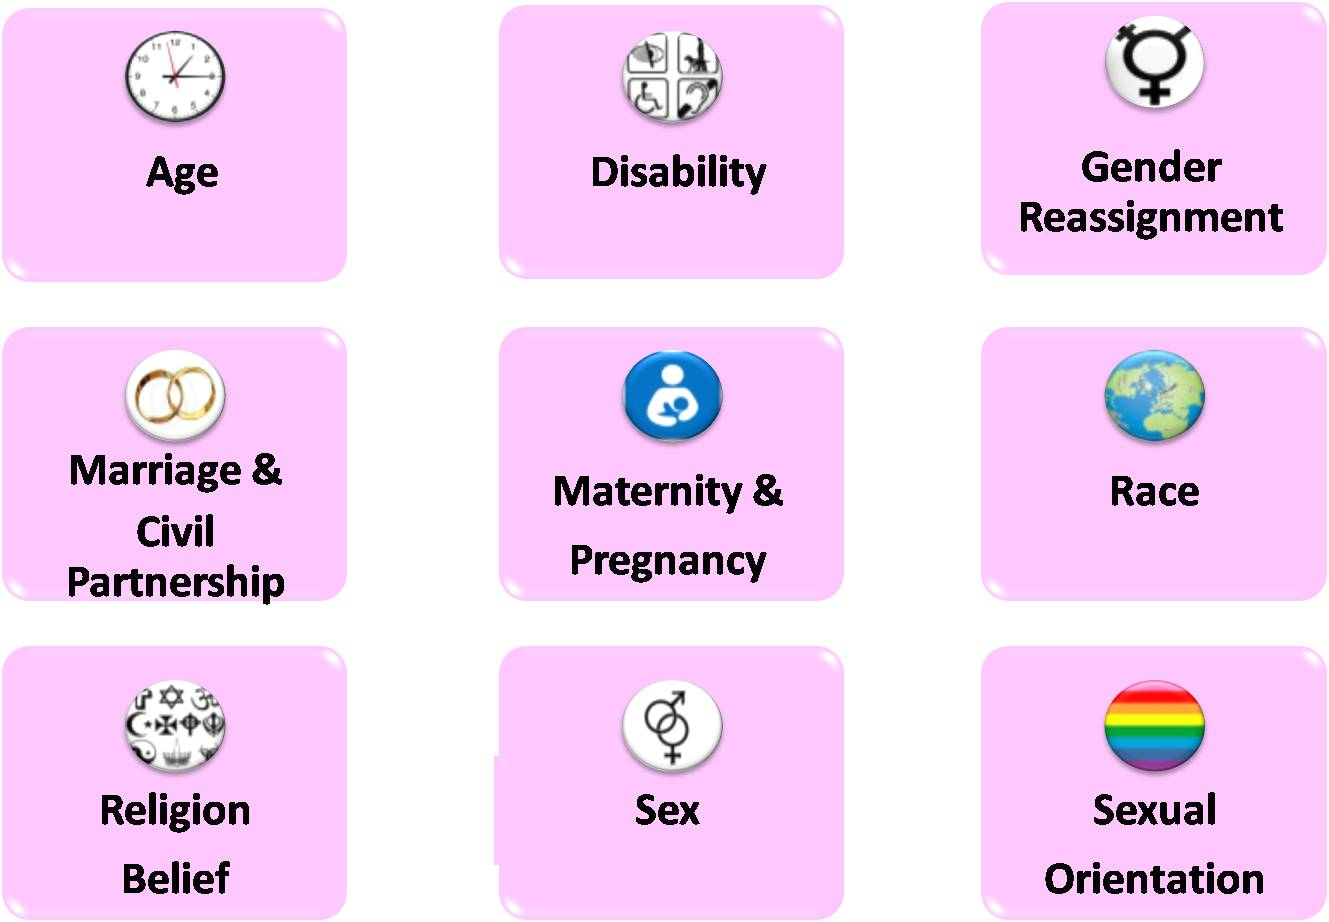 Age
Disability
Gender
Reassignment
Marriage &
Civil
Partnership
Maternity &
Pregnancy
Race
Religion
Belief
Sex
Sexual
Orientation